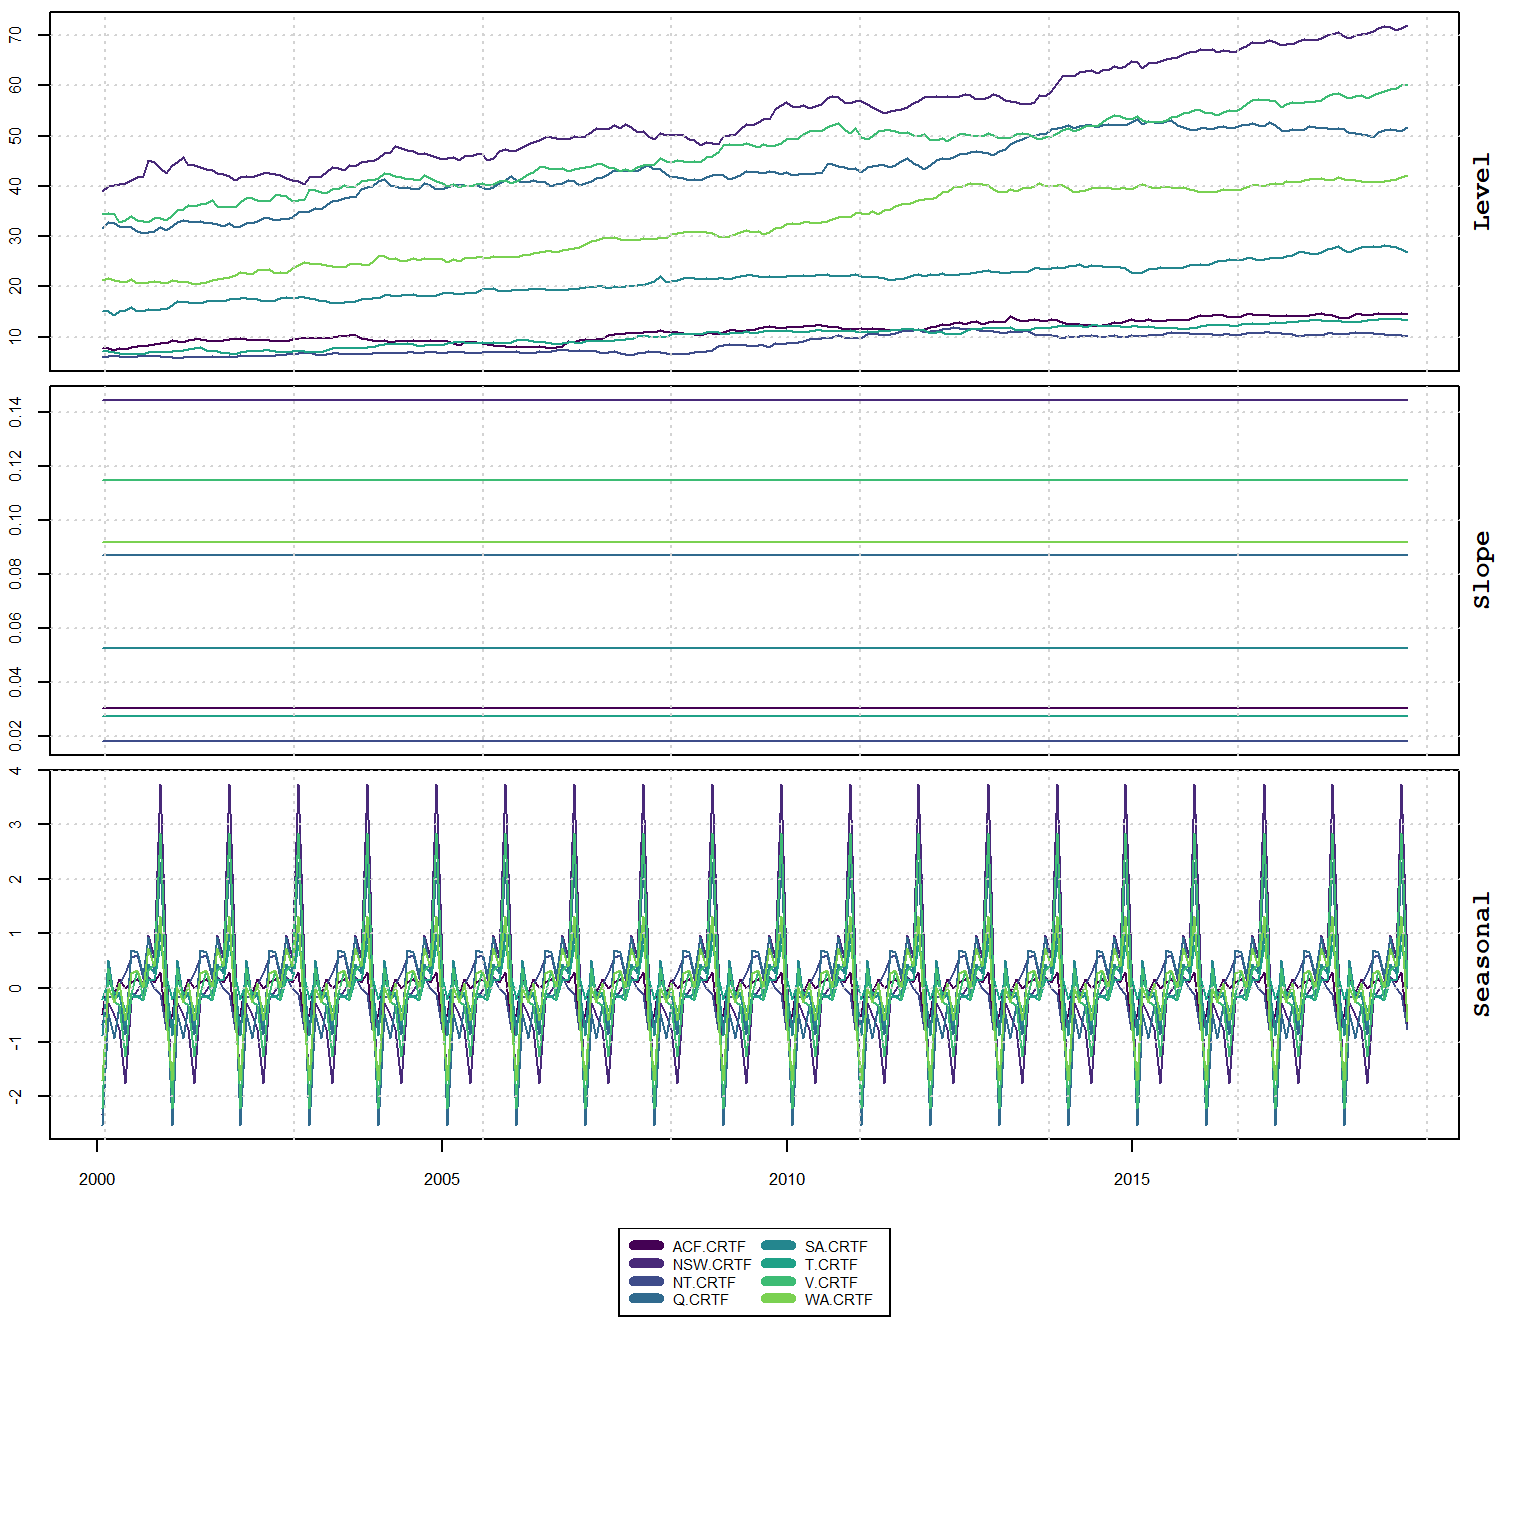 70
60
50
40
30
20
10
Level
0.14
0.12
0.10
0.08
0.06
0.04
0.02
Slope
4
3
2
1
0
-1
-2
Seasonal
2000 2005 2010 2015
ACF.CRTF SA.CRTF
NSW.CRTF T.CRTF
NT.CRTF V.CRTF
Q.CRTF WA.CRTF